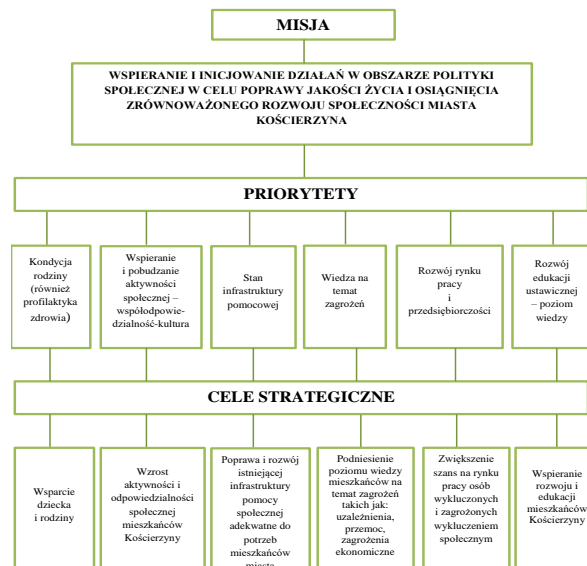 MISJA
WSPIERANIE I INICJOWANIE DZIAŁAŃ W OBSZARZE POLITYKI
SPOŁECZNEJ W CELU POPRAWY JAKOŚCI ŻYCIA I OSIĄGNIĘCIA
ZRÓWNOWAŻONEGO ROZWOJU SPOŁECZNOŚCI MIASTA
KOŚCIERZYNA
PRIORYTETY
Kondycja
rodziny
(również
profilaktyka
zdrowia)
Wspieranie
i pobudzanie
aktywności
społecznej –
współodpowie-
dzialność-kultura
Stan
infrastruktury
pomocowej
Wiedza na
temat
zagrożeń
Rozwój rynku
pracy
i
przedsiębiorczości
Rozwój
edukacji
ustawicznej
– poziom
wiedzy
CELE STRATEGICZNE
Wsparcie
dziecka
i rodziny
Wzrost
aktywności i
odpowiedzialności
społecznej
mieszkańców
Kościerzyny
Poprawa i rozwój
istniejącej
infrastruktury
pomocy
społecznej
adekwatne do
potrzeb
mieszkańców
miasta
Podniesienie
poziomu wiedzy
mieszkańców na
temat zagrożeń
takich jak:
uzależnienia,
przemoc,
zagrożenia
ekonomiczne
Zwiększenie
szans na rynku
pracy osób
wykluczonych
i zagrożonych
wykluczeniem
społecznym
Wspieranie
rozwoju i
edukacji
mieszkańców
Kościerzyny